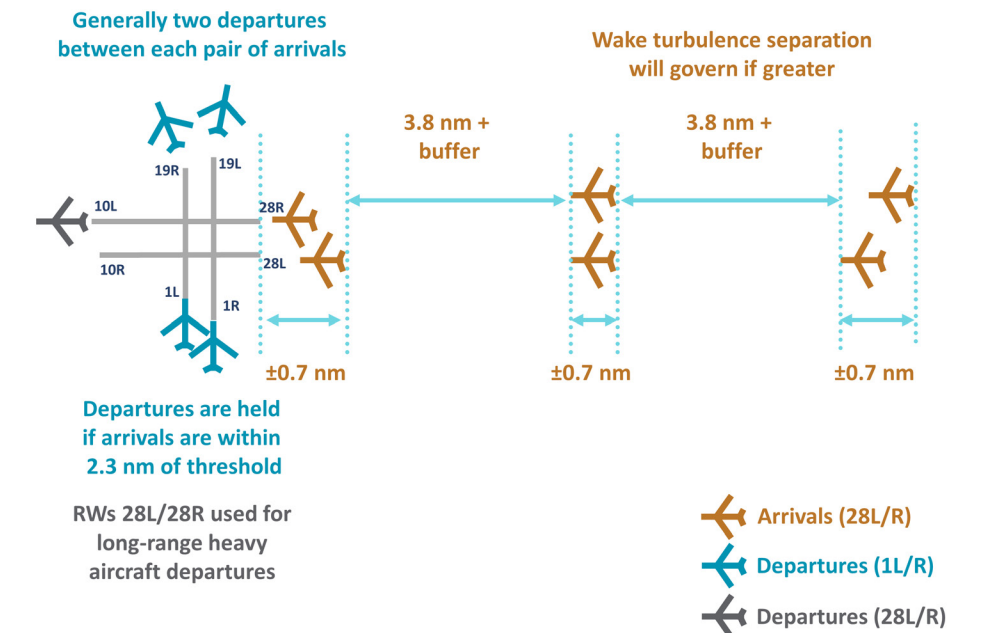 Generally two departures
between each pair of arrivals
Wake turbulence separation
will govern if greater
3.8 nm +
buffer
3.8 nm +
buffer
19R
19L
10L
28R
10R
28L
1L
1R
±0.7 nm
±0.7 nm
±0.7 nm
Departures are held
if arrivals are within
2.3 nm of threshold
RWs 28L/28R used for
long-range heavy
aircraft departures
Arrivals (28L/R)
Departures (1L/R)
Departures (28L/R)